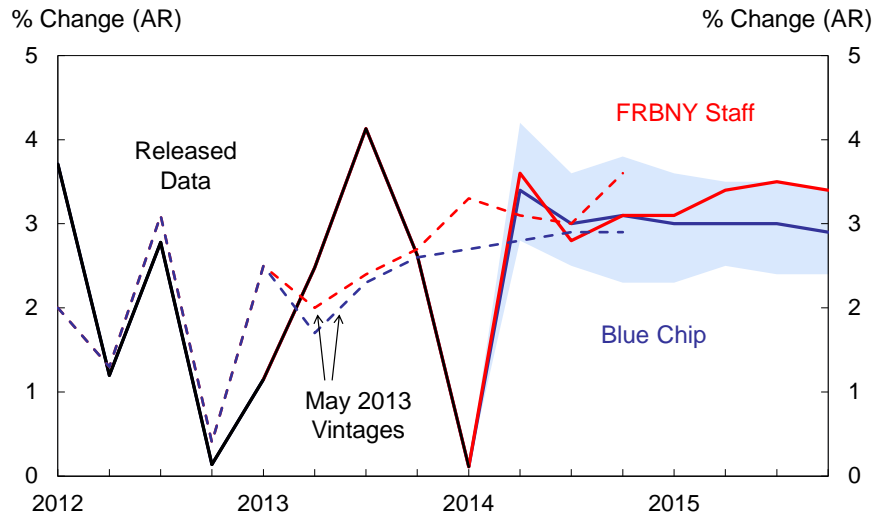 % Change (AR)
% Change (AR)
5
5
FRBNY Staff
4
4
Released
Data
3
3
2
2
Blue Chip
1
1
May 2013
Vintages
0
0
2012
2013
2014
2015